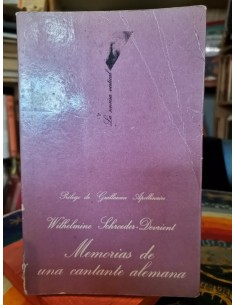 La sonrisa vertical
Prólogo de Guillaume Apollinaire
Wilhelmine Schroeder-Devrient
Memorias de
una cantante alemana